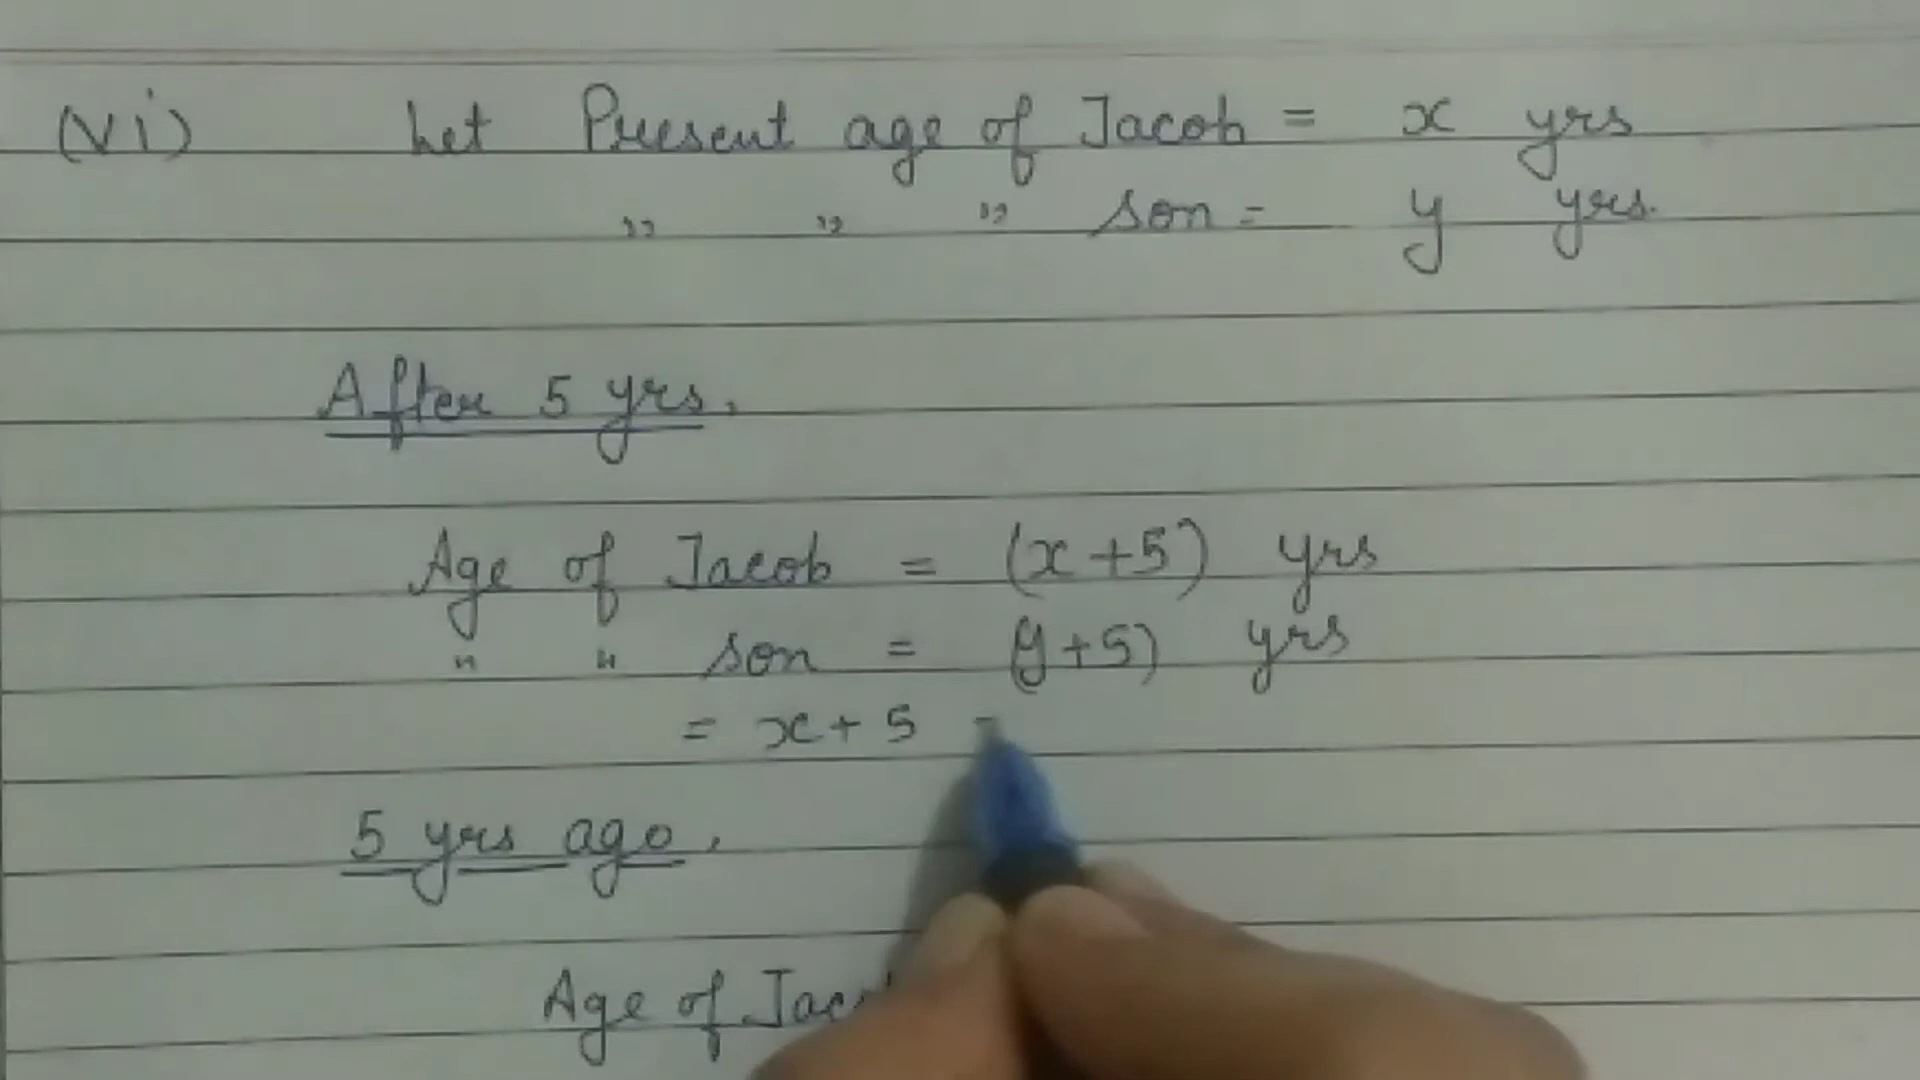 (vi) Let Present age of Jacob = x yrs
" " " son = y yrs.
After 5 yrs,
Age of Jacob = (x+5) yrs
" " son = (y+5) yrs
= x+5 =
5 yrs ago,
Age of